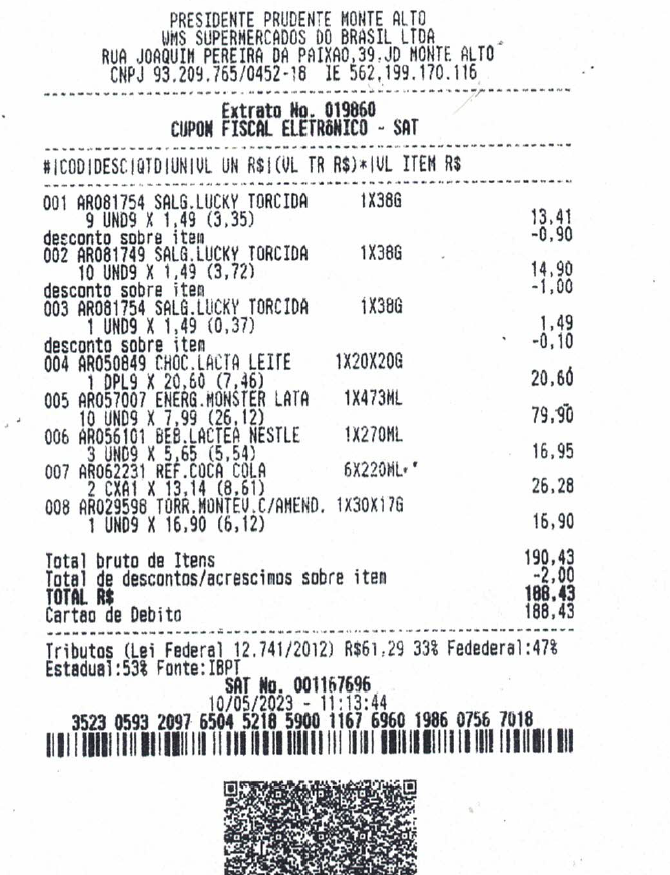 PRESIDENTE PRUDENTE MONTE ALTO
WMS SUPERMERCADOS DO BRASIL LTDA
RUA JOAQUIM PEREIRA DA PAIXAO,39,JD MONTE ALTO
CNPJ 93.209.765/0452-18 IE 562.199.170.116
Extrato No. 019860
CUPOM FISCAL ELETRôNICO - SAT
#|COD|DESC|QTD|UN|VL UN R$|(VL TR R$)*|VL ITEM R$
001 AR081754 SALG.LUCKY TORCIDA 1X38G
9 UND9 X 1,49 (3,35) 13,41
desconto sobre item -0,90
002 AR081749 SALG.LUCKY TORCIDA 1X38G
10 UND9 X 1,49 (3,72) 14,90
desconto sobre item -1,00
003 AR081754 SALG.LUCKY TORCIDA 1X38G
1 UND9 X 1,49 (0,37) 1,49
desconto sobre item -0,10
004 AR050849 CHOC.LACTA LEITE 1X20X20G
1 DPL9 X 20,60 (7,46) 20,60
005 AR057007 ENERG.MONSTER LATA 1X473ML
10 UND9 X 7,99 (26,12) 79,90
006 AR056101 BEB.LACTEA NESTLE 1X270ML
3 UND9 X 5,65 (5,54) 16,95
007 AR062231 REF.COCA COLA 6X220ML
2 CXA1 X 13,14 (8,61) 26,28
008 AR029598 TORR.MONTEV.C/AMEND. 1X30X17G
1 UND9 X 16,90 (6,12) 16,90
Total bruto de Itens 190,43
Total de descontos/acrescimos sobre item -2,00
TOTAL R$ 188,43
Cartao de Debito 188,43
Tributos (Lei Federal 12.741/2012) R$61,29 33% Fedederal:47%
Estadual:53% Fonte:IBPT
SAT No. 001167696
10/05/2023 - 11:13:44
3523 0593 2097 6504 5218 5900 1167 6960 1986 0756 7018